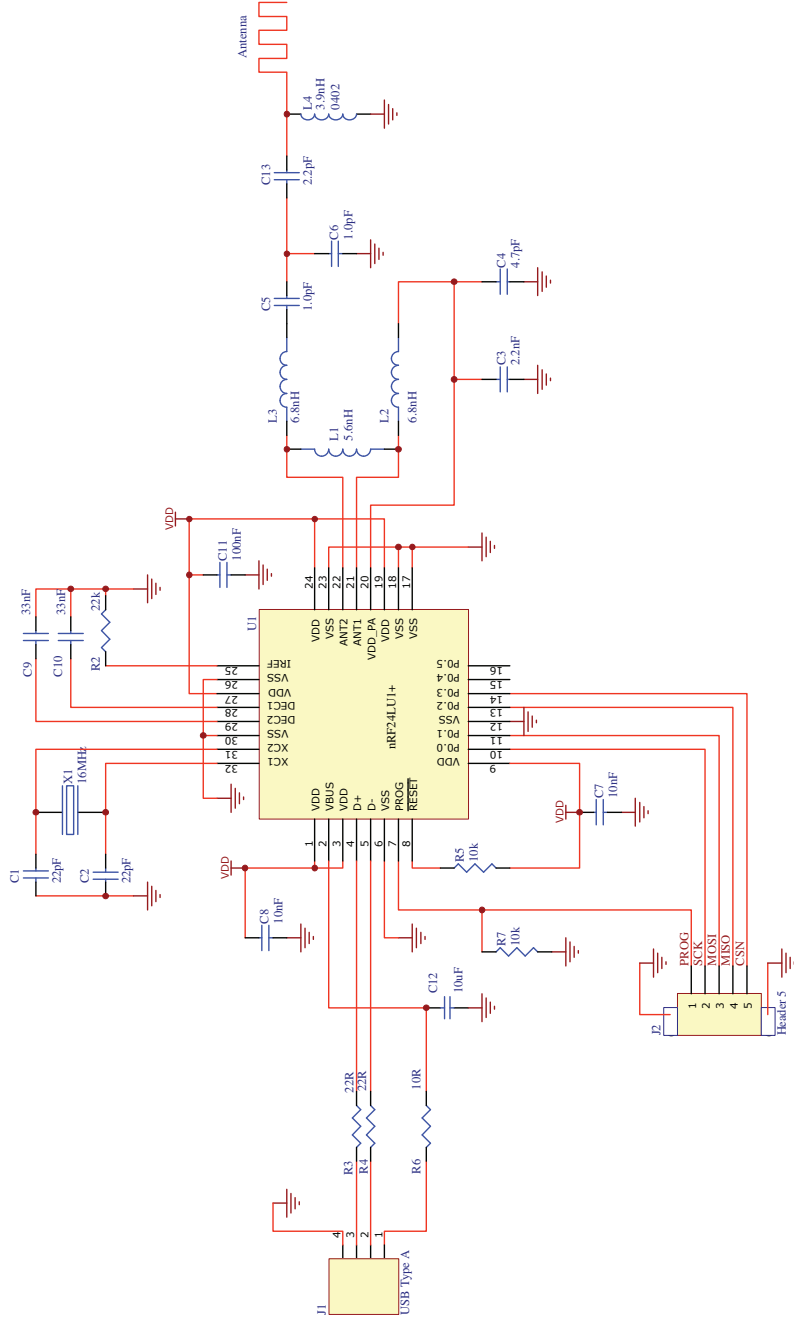 Antenna
L4
3.9nH
0402
C13
2.2pF
C6
1.0pF
C5
1.0pF
L3
6.8nH
L1
5.6nH
L2
6.8nH
C4
4.7pF
C3
2.2nF
VDD
C11
100nF
C9
33nF
C10
33nF
R2
22k
X1
16MHz
C1
22pF
C2
22pF
U1
nRF24LU1+
24 VDD
23 VSS
22 ANT2
21 ANT1
20 VDD_PA
19 VDD
18 VSS
17 VSS
25 IREF
26 VSS
27 VDD
28 DEC1
29 DEC2
30 VSS
31 XC2
32 XC1
1 VDD
2 VBUS
3 VDD
4 D+
5 D-
6 VSS
7 PROG
8 RESET
9 VDD
10 P0.0
11 P0.1
12 VSS
13 P0.2
14 P0.3
15 P0.4
16 P0.5
VDD
C8
10nF
VDD
C7
10nF
R5
10k
R7
10k
C12
10uF
R3
22R
R4
22R
R6
10R
J1
USB Type A
4
3
2
1
J2
Header 5
1 PROG
2 SCK
3 MOSI
4 MISO
5 CSN